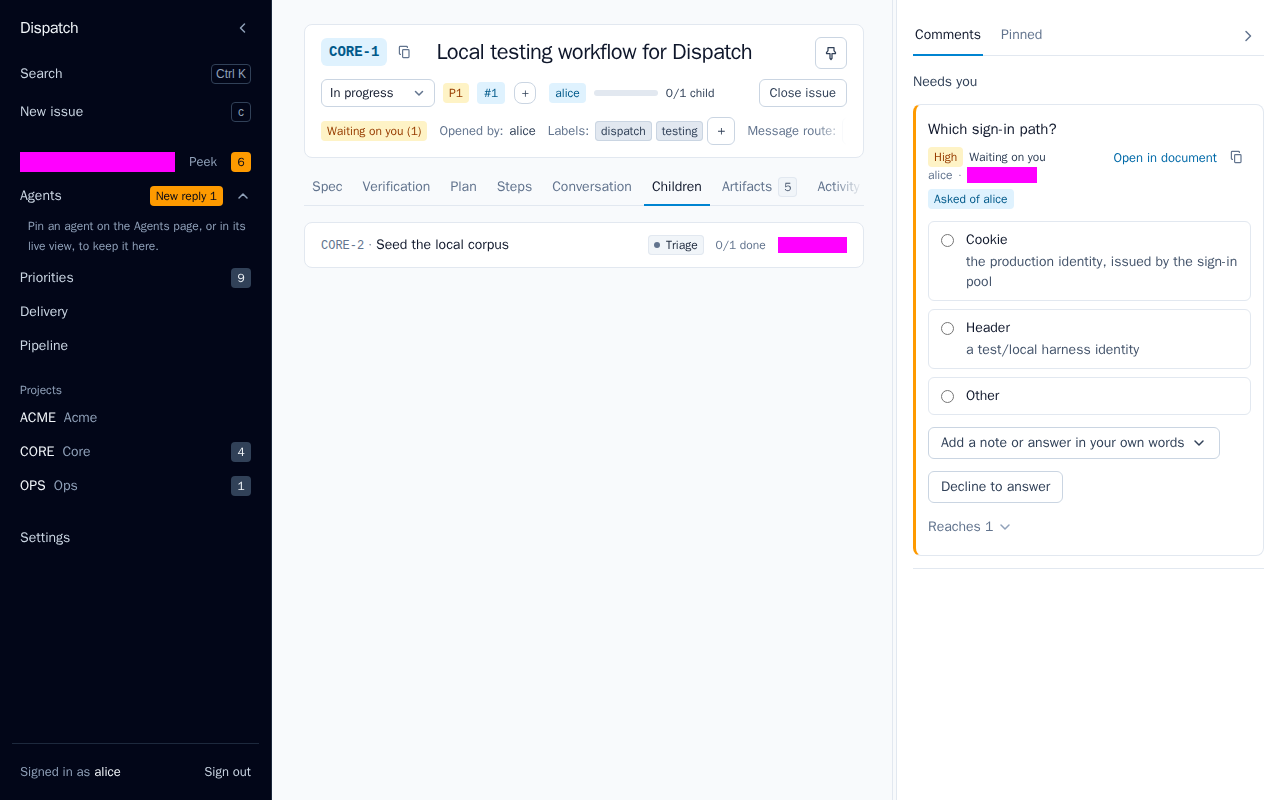 Dispatch
Search Ctrl K
New issue c
Peek 6
Agents New reply 1
Pin an agent on the Agents page, or in its
live view, to keep it here.
Priorities 9
Delivery
Pipeline
Projects
ACME Acme
CORE Core 4
OPS Ops 1
Settings
Signed in as alice Sign out
CORE-1 Local testing workflow for Dispatch
In progress P1 #1 + alice 0/1 child Close issue
Waiting on you (1) Opened by: alice Labels: dispatch testing + Message route:
Spec Verification Plan Steps Conversation Children Artifacts 5 Activity
CORE-2 · Seed the local corpus Triage 0/1 done
Comments Pinned
Needs you
Which sign-in path?
High Waiting on you Open in document
alice ·
Asked of alice
Cookie
the production identity, issued by the sign-in
pool
Header
a test/local harness identity
Other
Add a note or answer in your own words
Decline to answer
Reaches 1